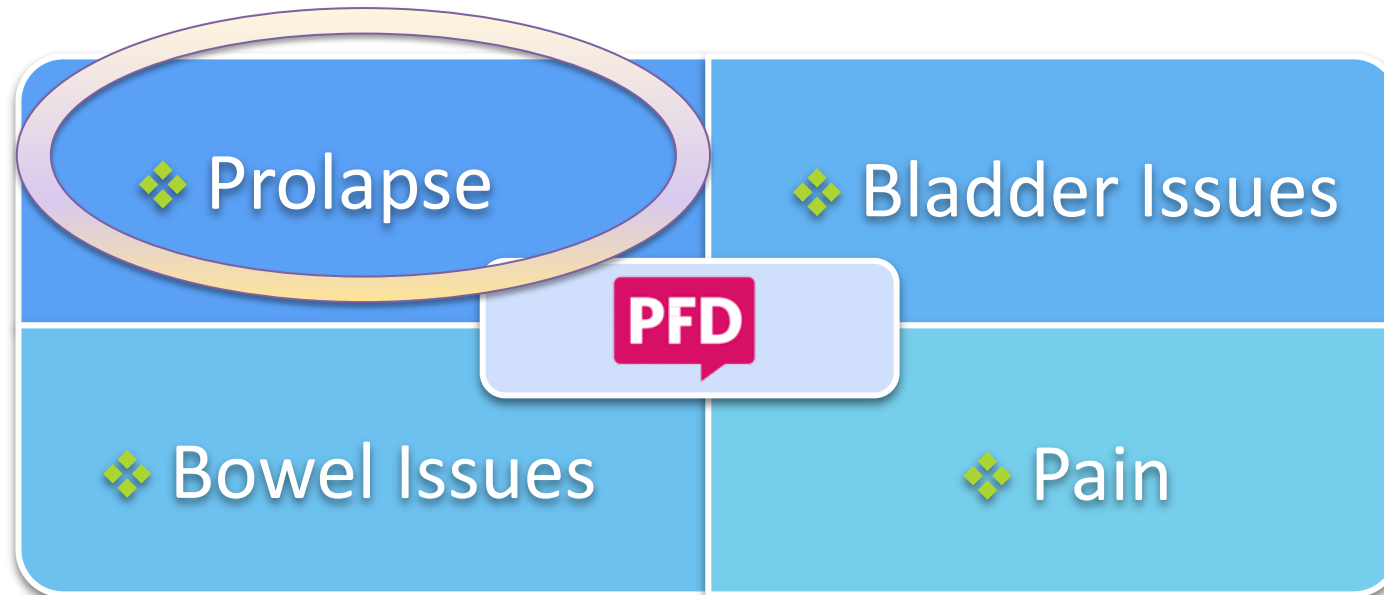 ❖ Prolapse
❖ Bladder Issues
PFD
❖ Bowel Issues
❖ Pain